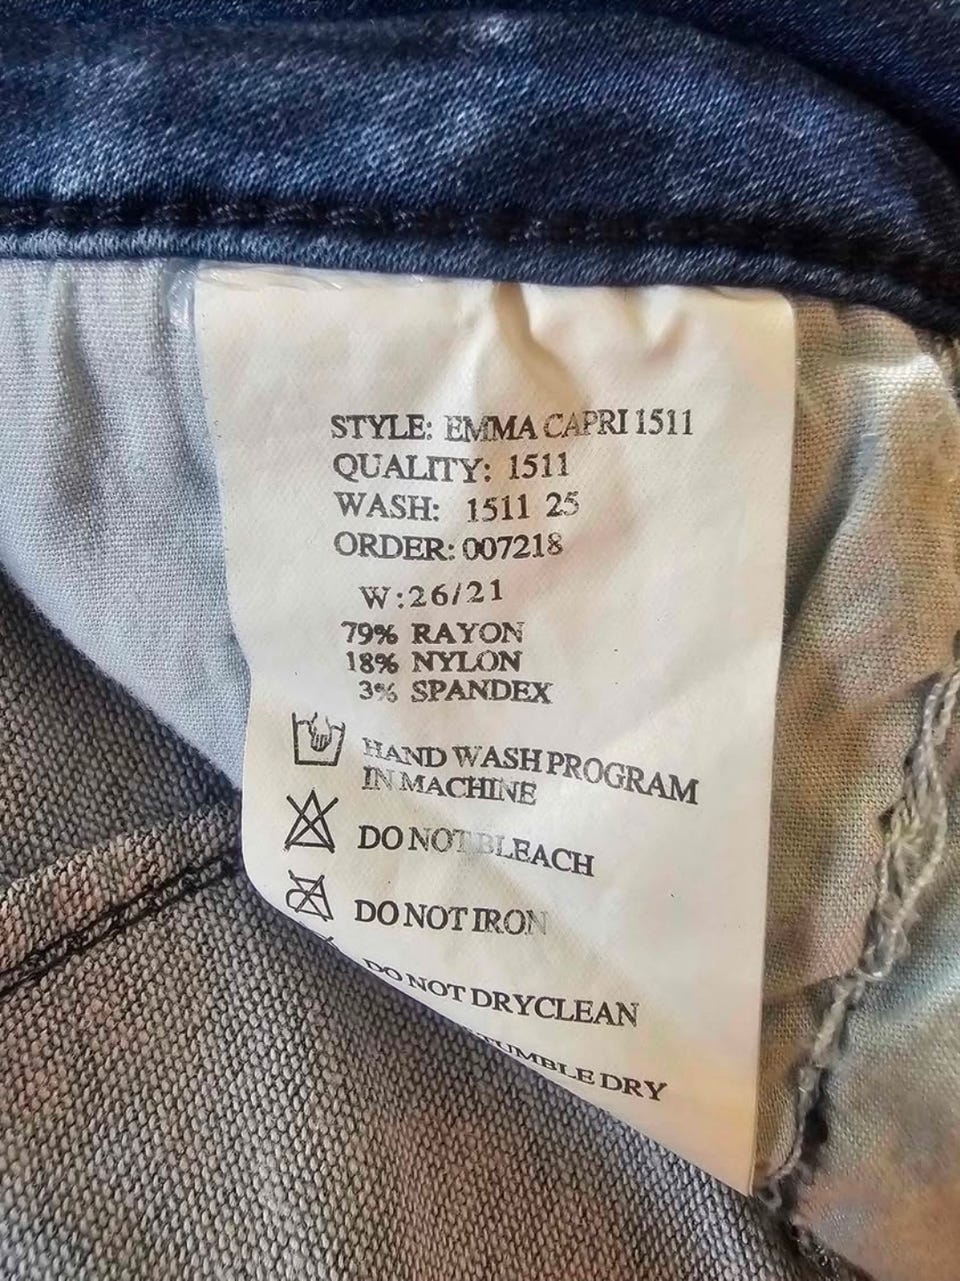 STYLE: EMMA CAPRI 1511
QUALITY: 1511
WASH: 1511 25
ORDER: 007218
W:26/21
79% RAYON
18% NYLON
3% SPANDEX
HAND WASH PROGRAM
IN MACHINE
DO NOT BLEACH
DO NOT IRON
DO NOT DRYCLEAN
TUMBLE DRY